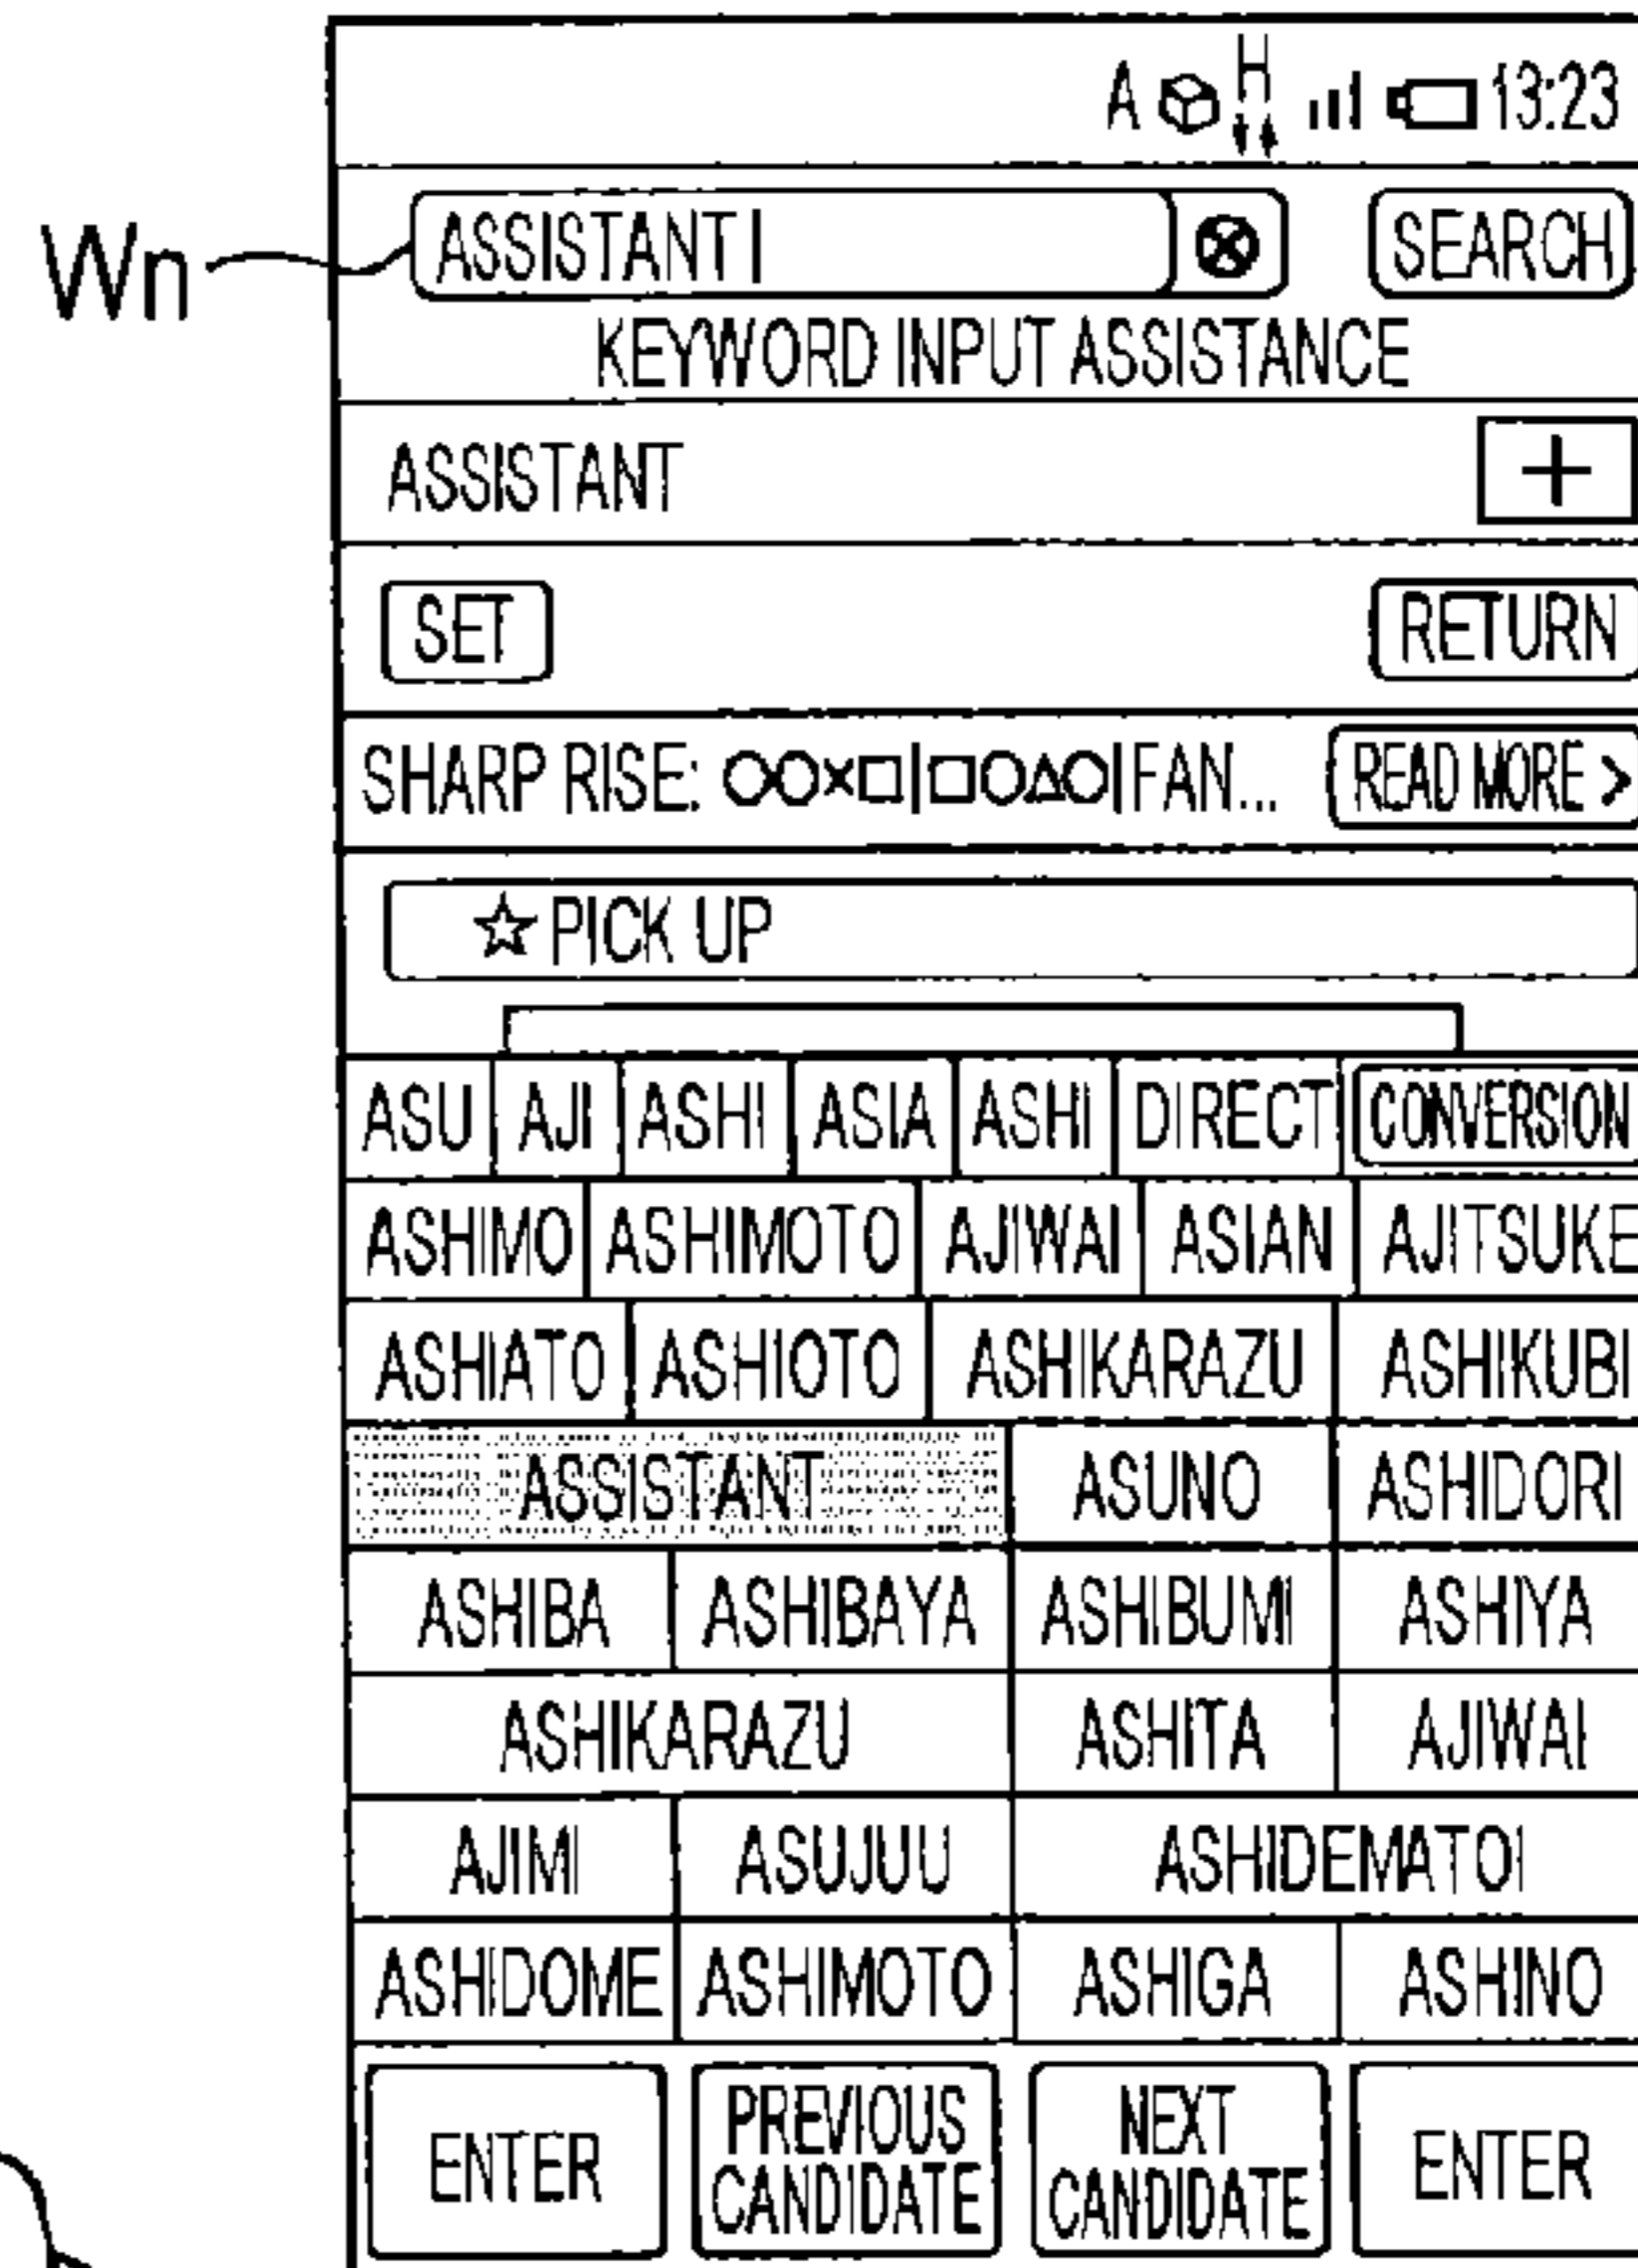 A H 13:23
Wn ASSISTANT| SEARCH
KEYWORD INPUT ASSISTANCE
ASSISTANT +
SET RETURN
SHARP RISE: ○○×□|□○△○|FAN... READ MORE >
☆PICK UP
ASU AJI ASHI ASIA ASHI DIRECT CONVERSION
ASHIMO ASHIMOTO AJIWAI ASIAN AJITSUKE
ASHIATO ASHIOTO ASHIKARAZU ASHIKUBI
ASSISTANT ASUNO ASHIDORI
ASHIBA ASHIBAYA ASHIBUMI ASHIYA
ASHIKARAZU ASHITA AJIWAI
AJIMI ASUJUU ASHIDEMATOI
ASHIDOME ASHIMOTO ASHIGA ASHINO
ENTER PREVIOUS CANDIDATE NEXT CANDIDATE ENTER